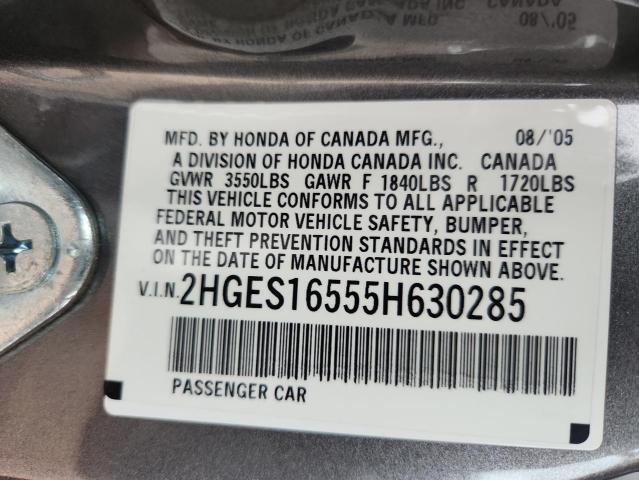 MFD. BY HONDA OF CANADA MFG., 08/'05
A DIVISION OF HONDA CANADA INC. CANADA
GVWR 3550LBS GAWR F 1840LBS R 1720LBS
THIS VEHICLE CONFORMS TO ALL APPLICABLE
FEDERAL MOTOR VEHICLE SAFETY, BUMPER,
AND THEFT PREVENTION STANDARDS IN EFFECT
ON THE DATE OF MANUFACTURE SHOWN ABOVE.
V.I.N. 2HGES16555H630285
PASSENGER CAR